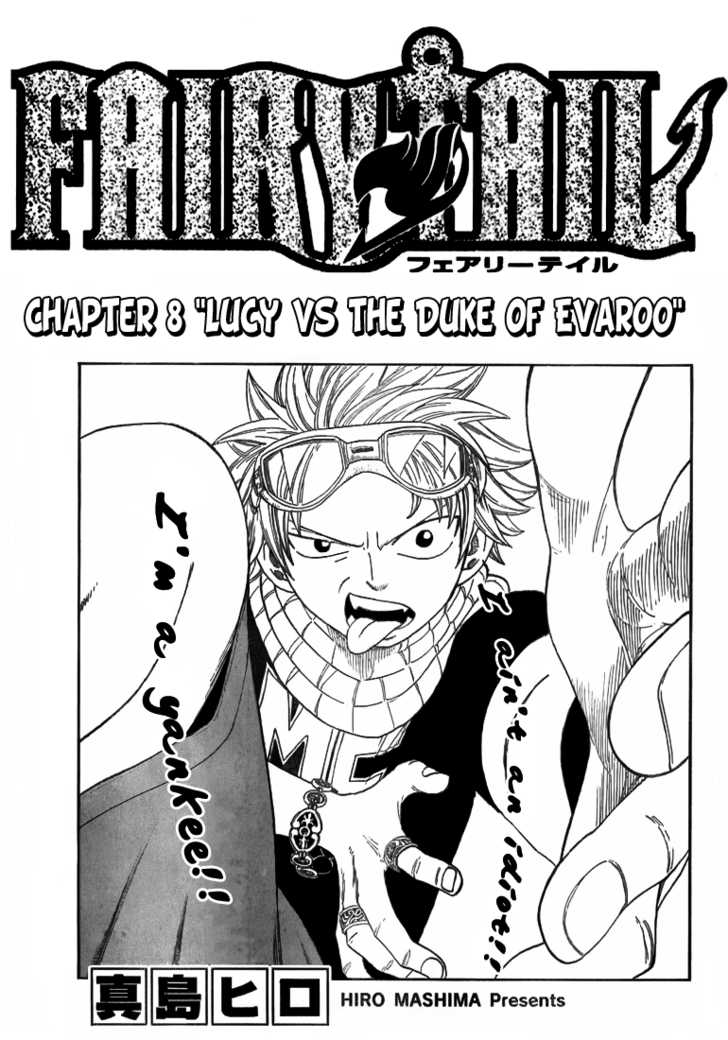 FAIRY TAIL
フェアリーテイル
CHAPTER 8 "LUCY VS THE DUKE OF EVAROO"
I ain't an idiot!!
I'm a yankee!!
真島ヒロ
HIRO MASHIMA Presents